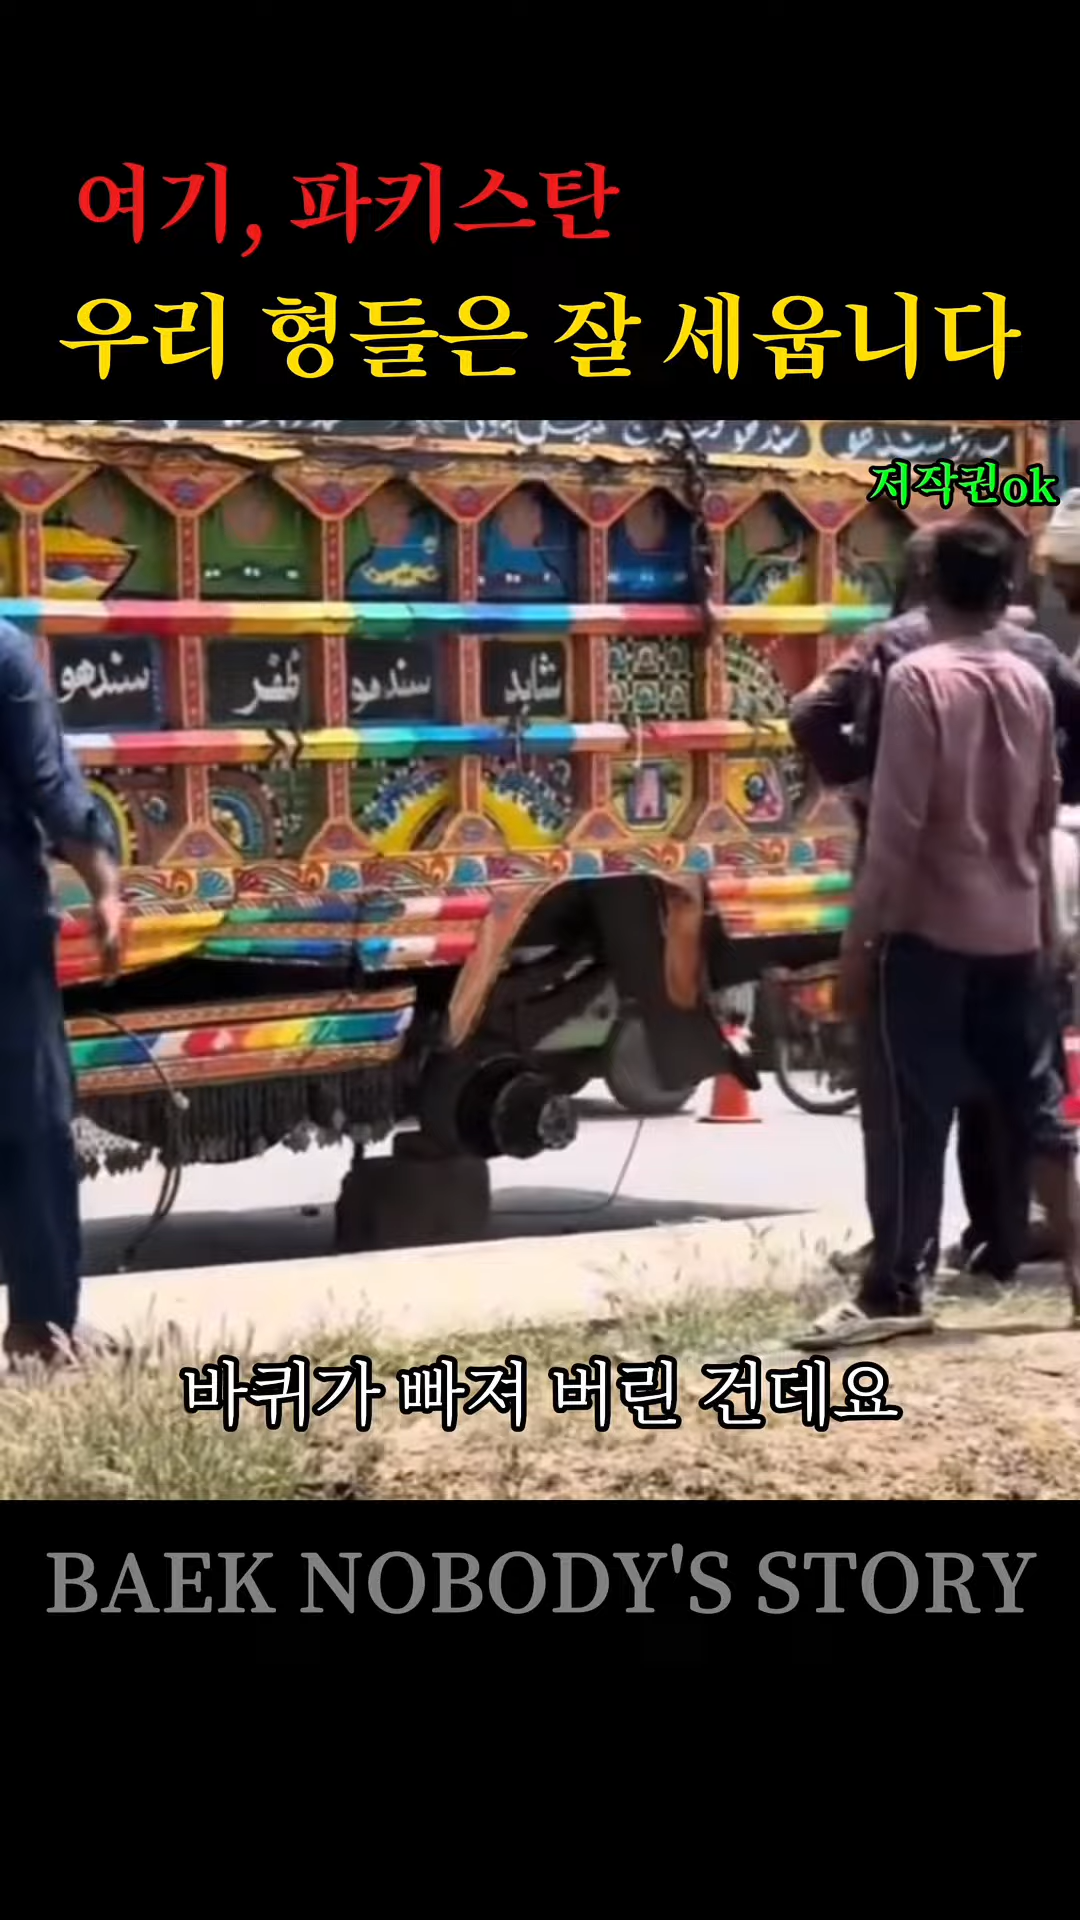 여기, 파키스탄
우리 형들은 잘 세웁니다
저작권ok
سندھو
ظفر
سندھو
شاہد
바퀴가 빠져 버린 건데요
BAEK NOBODY'S STORY